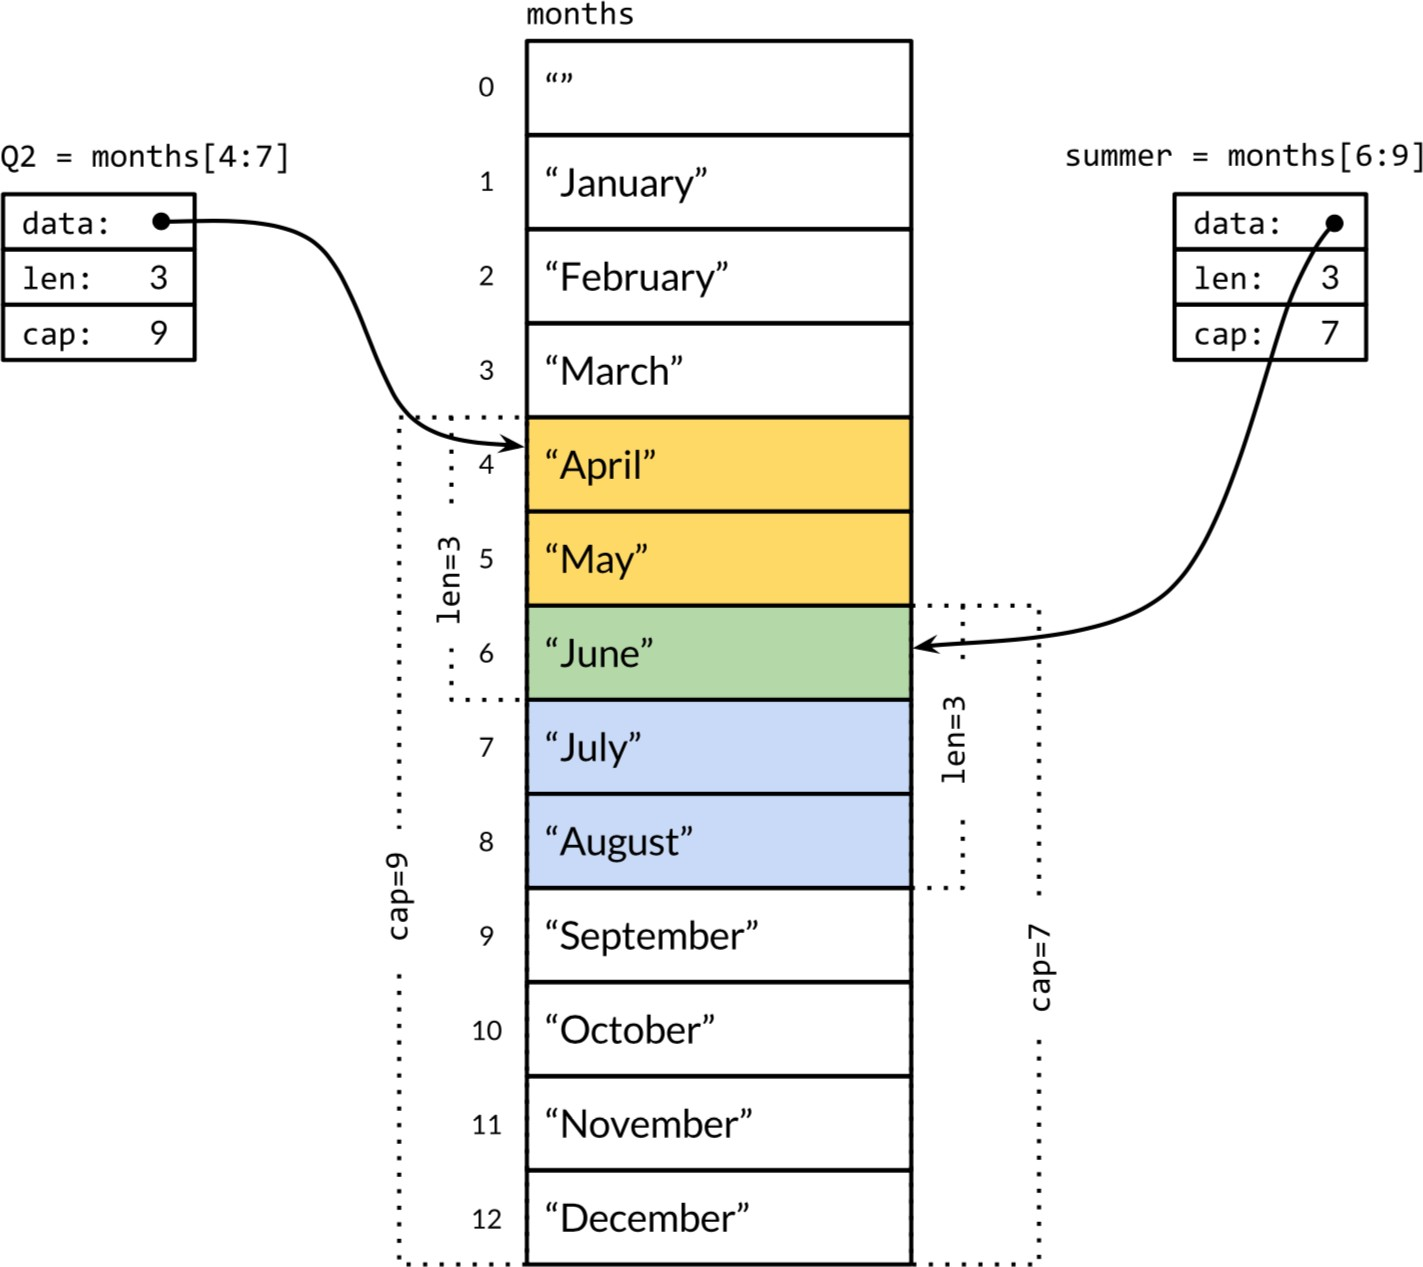 months
0 “”
Q2 = months[4:7]
data:
len: 3
cap: 9
summer = months[6:9]
data:
len: 3
cap: 7
1 “January”
2 “February”
3 “March”
4 “April”
5 “May”
6 “June”
7 “July”
8 “August”
9 “September”
10 “October”
11 “November”
12 “December”
len=3
cap=9
len=3
cap=7